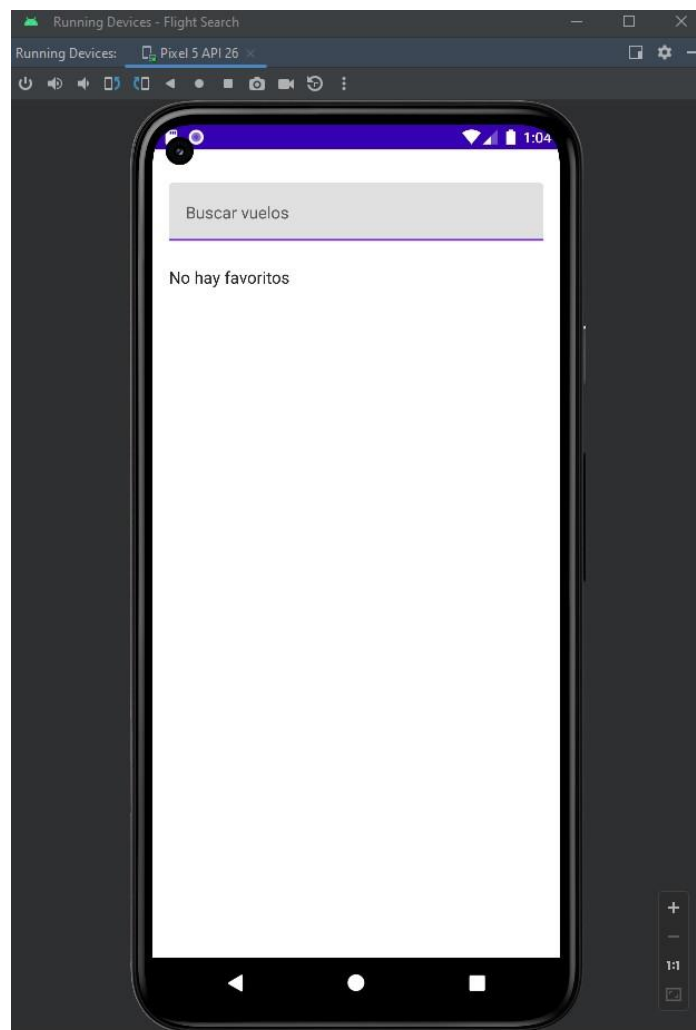 Running Devices - Flight Search
Running Devices: Pixel 5 API 26
1:04
Buscar vuelos
No hay favoritos
1:1